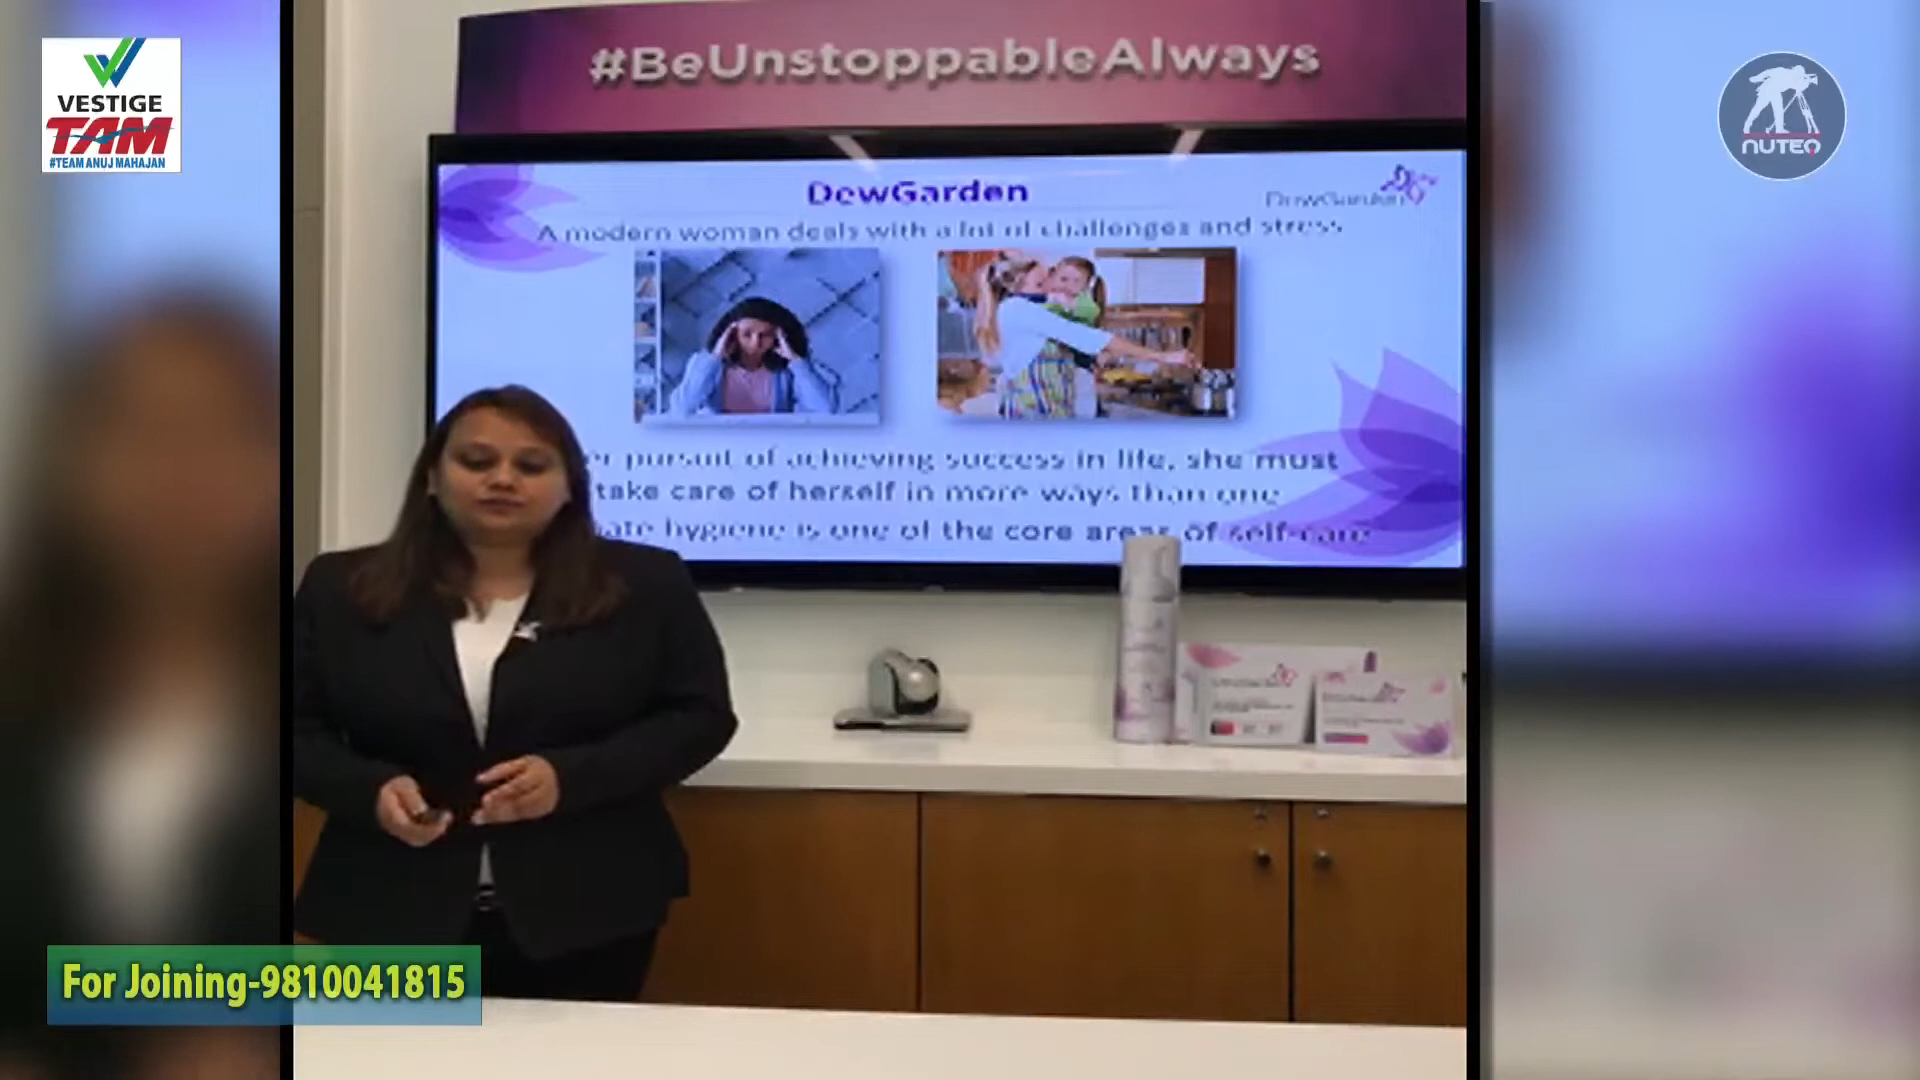 #BeUnstoppableAlways
VESTIGE
TAM
#TEAM ANUJ MAHAJAN
NUTEQ
DewGarden
DewGarden
A modern woman deals with a lot of challenges and stress
er pursuit of achieving success in life, she must
take care of herself in more ways than one
ate hygiene is one of the core areas of self-care
For Joining-9810041815